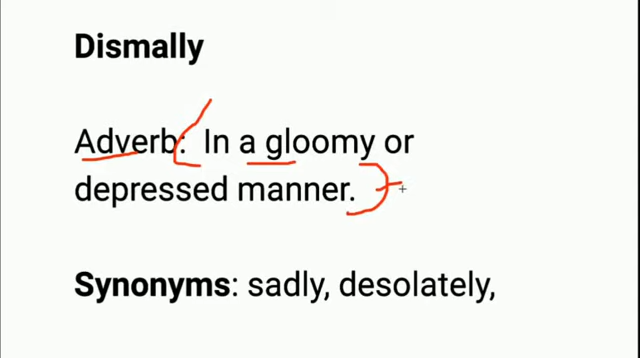 Dismally
Adverb: In a gloomy or
depressed manner.
Synonyms: sadly, desolately,